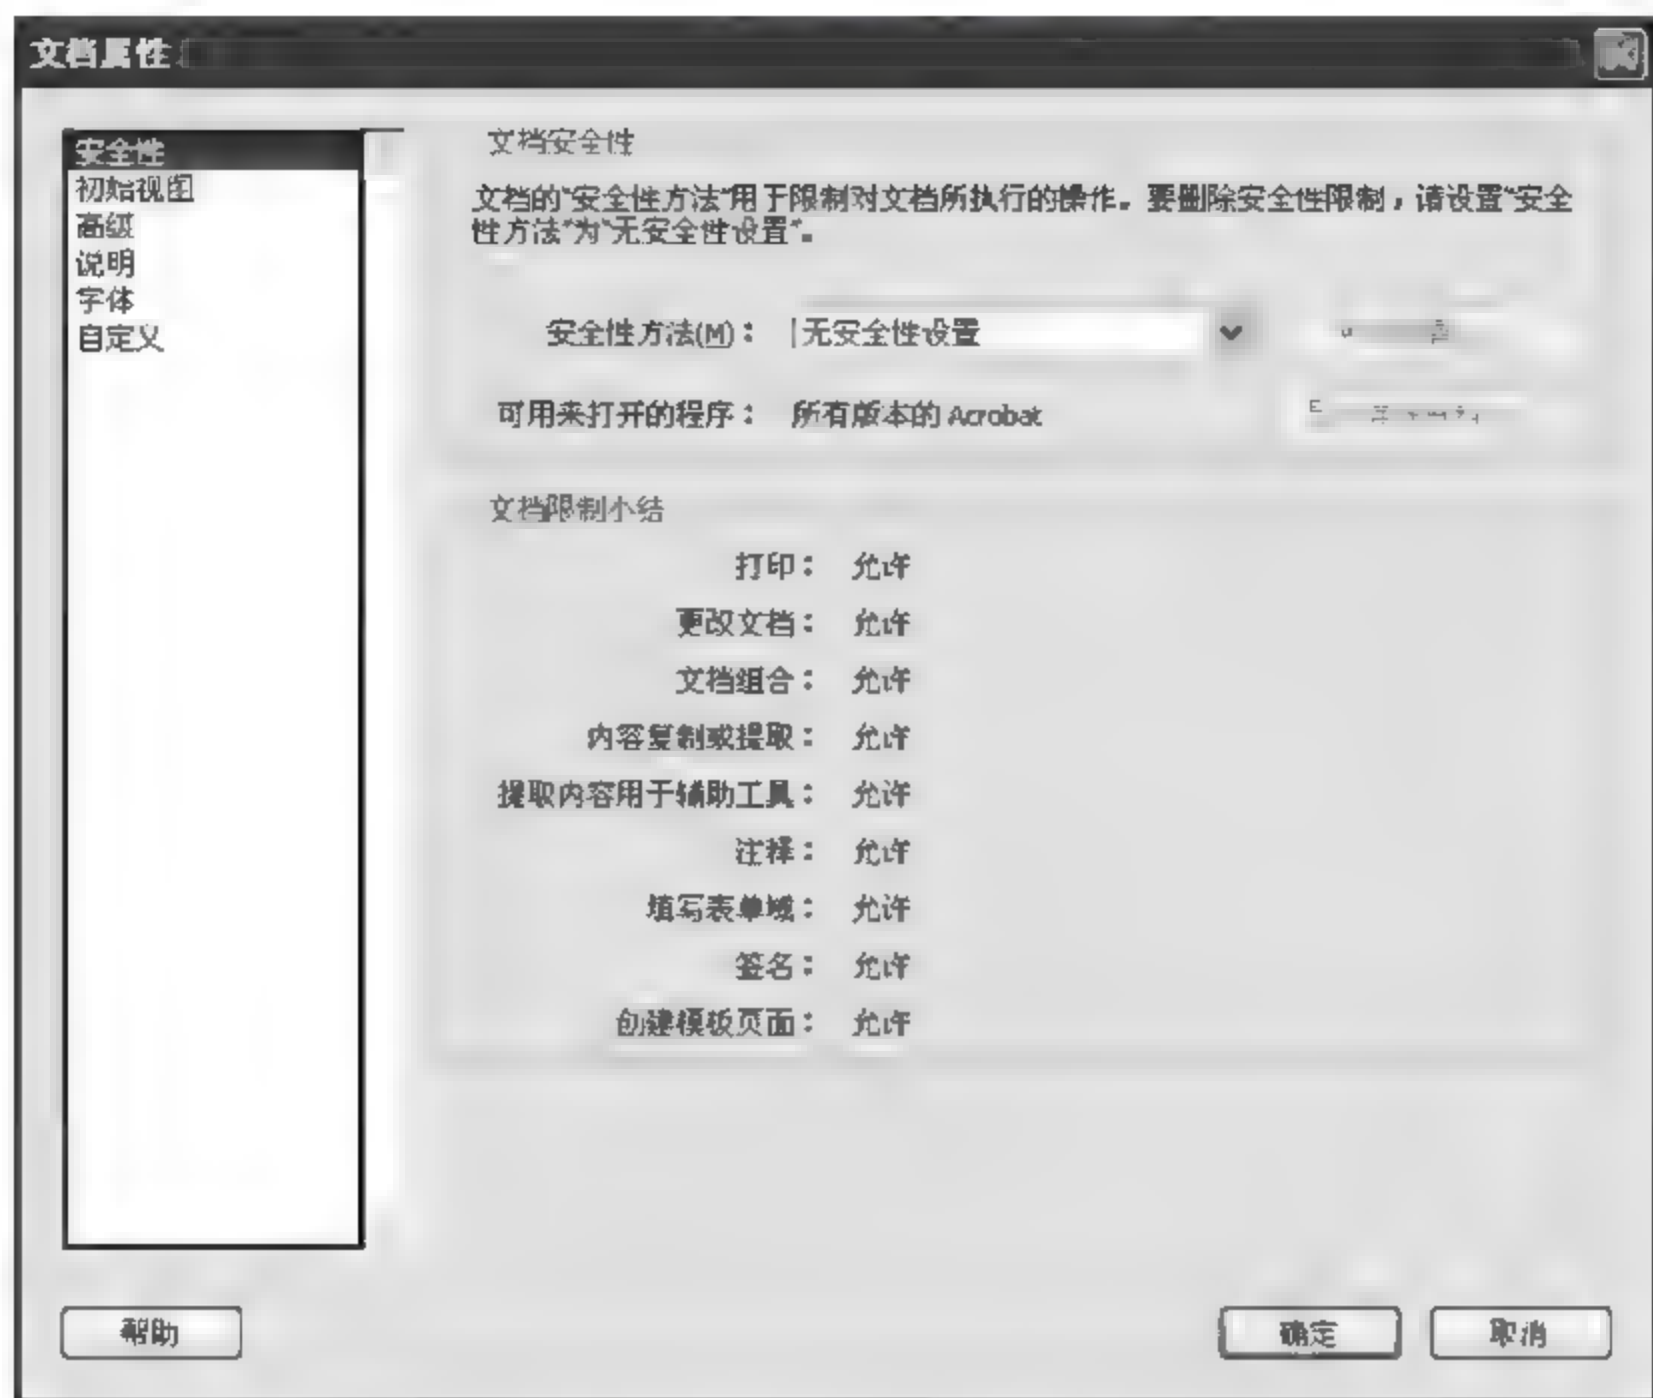 文档属性
安全性
初始视图
高级
说明
字体
自定义
文档安全性
文档的“安全性方法”用于限制对文档所执行的操作。要删除安全性限制，请设置“安全
性方法”为“无安全性设置”。
安全性方法(M)： 无安全性设置
可用来打开的程序： 所有版本的 Acrobat
文档限制小结
打印： 允许
更改文档： 允许
文档组合： 允许
内容复制或提取： 允许
提取内容用于辅助工具： 允许
注释： 允许
填写表单域： 允许
签名： 允许
创建模板页面： 允许
帮助 确定 取消